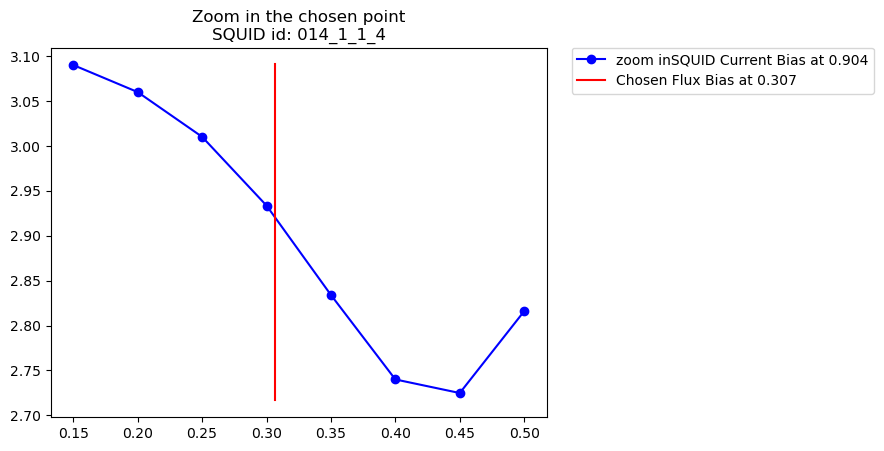 Zoom in the chosen point
SQUID id: 014_1_1_4
zoom inSQUID Current Bias at 0.904
Chosen Flux Bias at 0.307
3.10
3.05
3.00
2.95
2.90
2.85
2.80
2.75
2.70
0.15 0.20 0.25 0.30 0.35 0.40 0.45 0.50